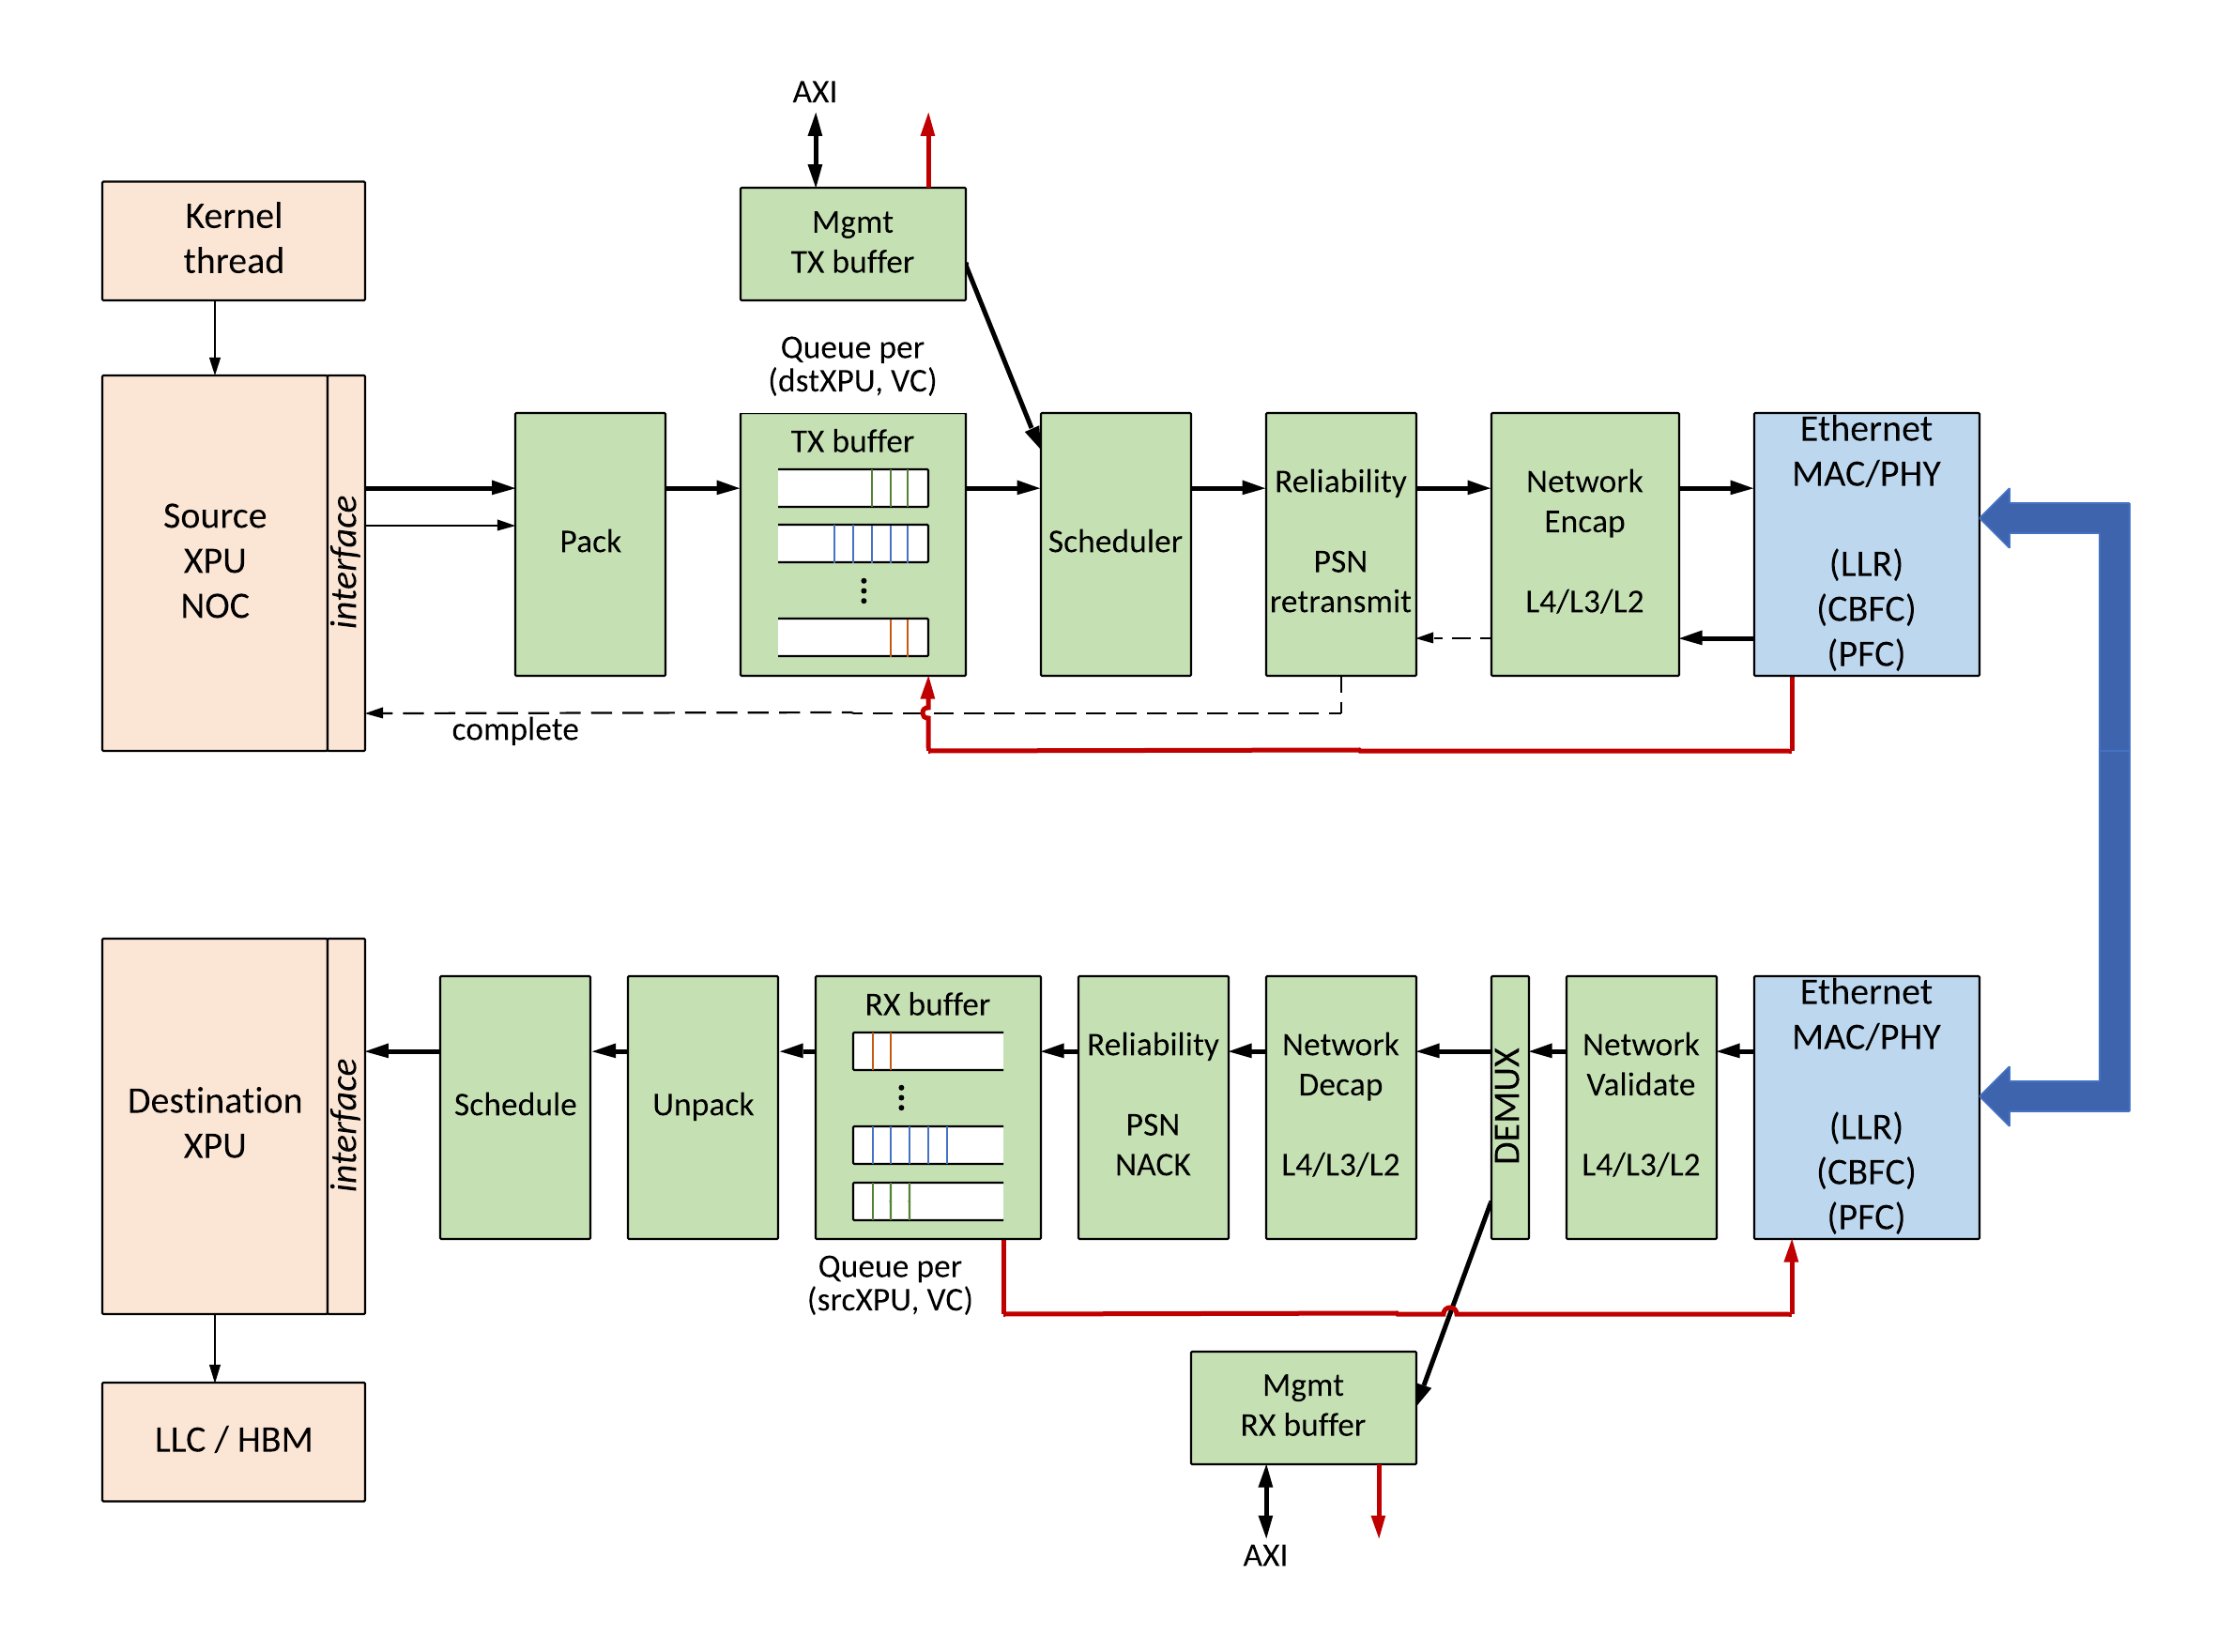 AXI
Mgmt
TX buffer
Kernel
thread
Queue per
(dstXPU, VC)
Source
XPU
NOC
interface
Pack
TX buffer
Scheduler
Reliability
PSN
retransmit
Network
Encap
L4/L3/L2
Ethernet
MAC/PHY
(LLR)
(CBFC)
(PFC)
complete
Destination
XPU
interface
Schedule
Unpack
RX buffer
Reliability
PSN
NACK
Network
Decap
L4/L3/L2
DEMUX
Network
Validate
L4/L3/L2
Ethernet
MAC/PHY
(LLR)
(CBFC)
(PFC)
Queue per
(srcXPU, VC)
LLC / HBM
Mgmt
RX buffer
AXI